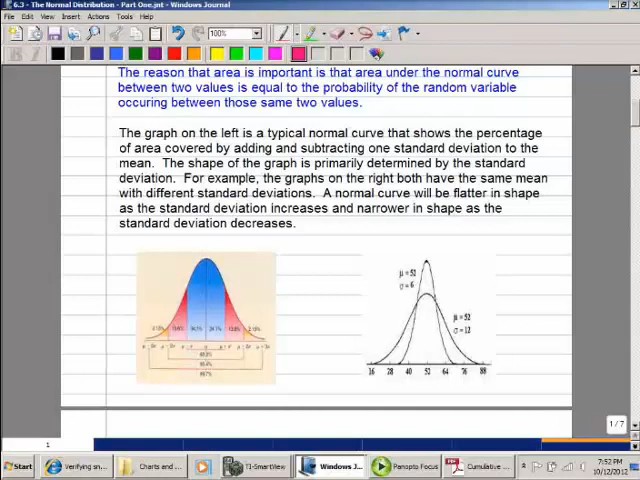 6.3 - The Normal Distribution - Part One.jnt - Windows Journal
File Edit View Insert Actions Tools Help
100%
The reason that area is important is that area under the normal curve
between two values is equal to the probability of the random variable
occuring between those same two values.
The graph on the left is a typical normal curve that shows the percentage
of area covered by adding and subtracting one standard deviation to the
mean. The shape of the graph is primarily determined by the standard
deviation. For example, the graphs on the right both have the same mean
with different standard deviations. A normal curve will be flatter in shape
as the standard deviation increases and narrower in shape as the
standard deviation decreases.
μ = 52
σ = 6
μ = 52
σ = 12
16 28 40 52 64 76 88
1 / 7
1
Start Verifying sn... Charts and ... TI-SmartView Windows J... Panopto Focus Cumulative ...
7:52 PM
10/12/2012